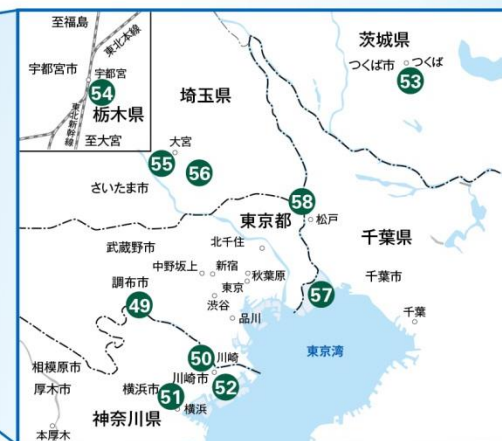 至福島
東北本線
宇都宮市
宇都宮
54
栃木県
東北新幹線
至大宮
茨城県
つくば市
つくば
53
埼玉県
大宮
55
56
さいたま市
58
東京都
松戸
北千住
千葉県
武蔵野市
中野坂上
新宿
秋葉原
千葉市
調布市
東京
57
49
渋谷
千葉
品川
東京湾
50
川崎
相模原市
川崎市
横浜市
52
厚木市
51
横浜
神奈川県
本厚木